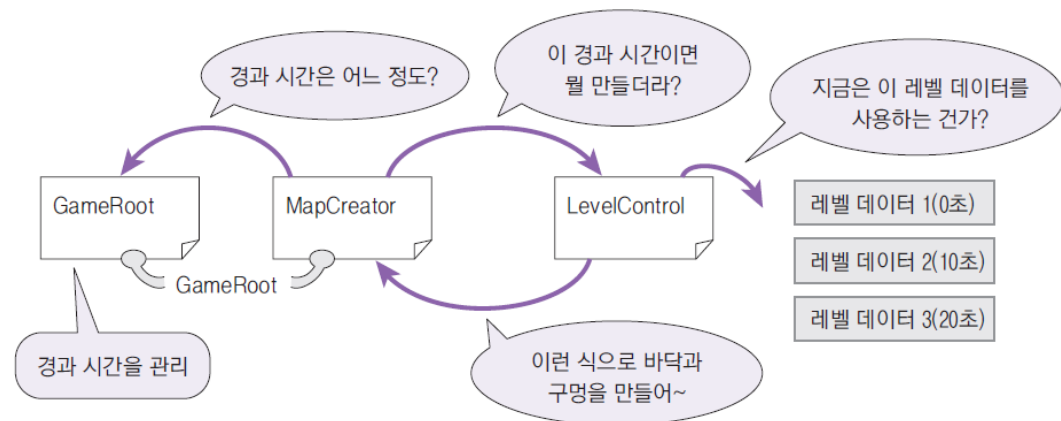 경과 시간은 어느 정도?
이 경과 시간이면
뭘 만들더라?
지금은 이 레벨 데이터를
사용하는 건가?
GameRoot
MapCreator
LevelControl
레벨 데이터 1(0초)
레벨 데이터 2(10초)
레벨 데이터 3(20초)
GameRoot
경과 시간을 관리
이런 식으로 바닥과
구멍을 만들어~